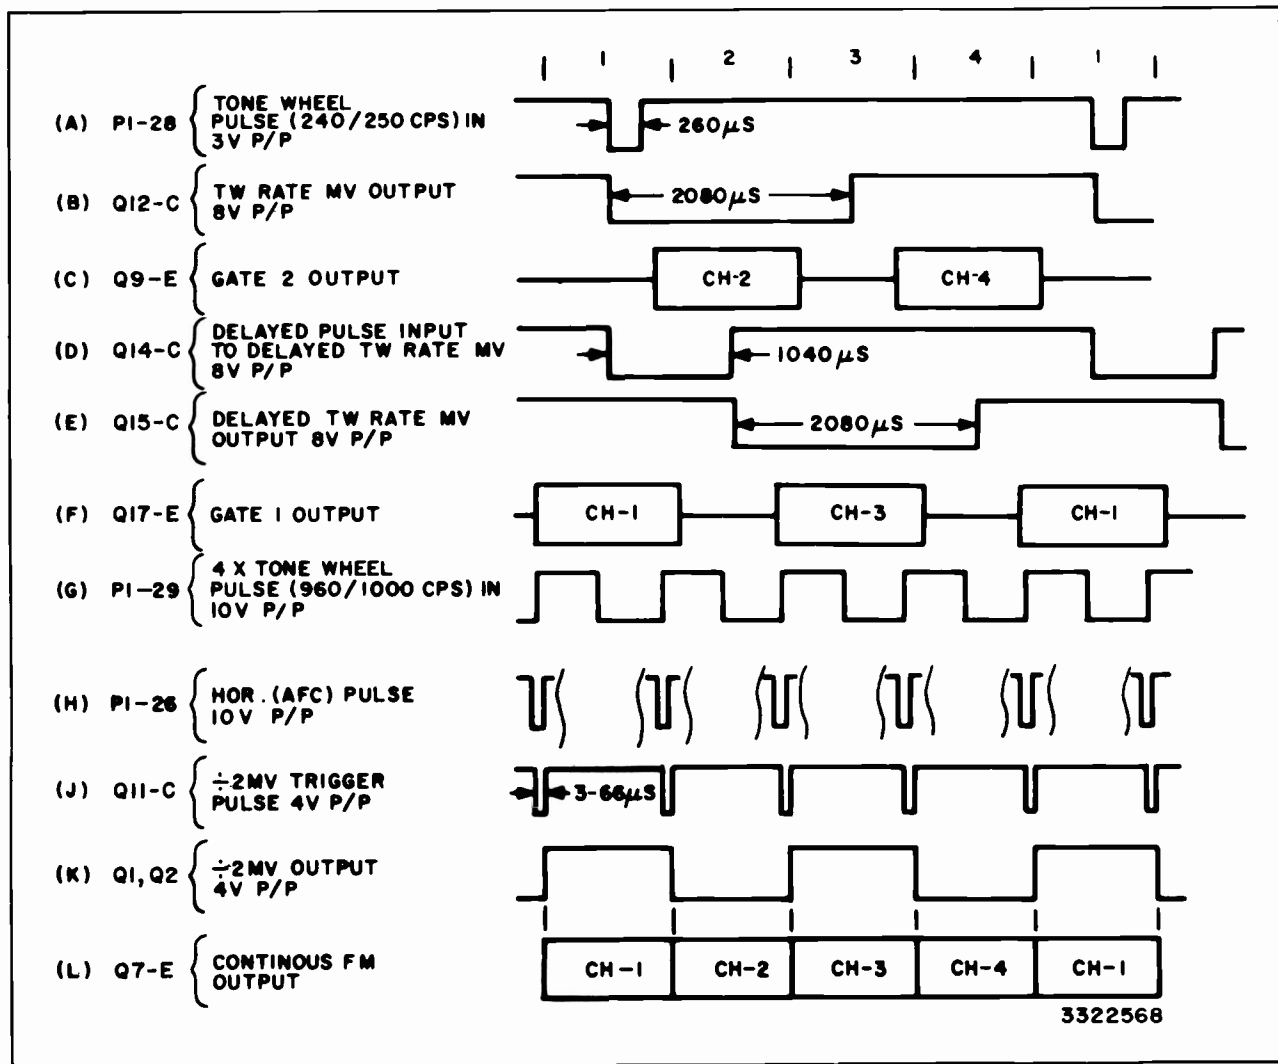 1 2 3 4 1
(A) P1-28 TONE WHEEL
PULSE (240/250 CPS) IN
3V P/P
260μS
(B) Q12-C TW RATE MV OUTPUT
8V P/P
2080μS
(C) Q9-E GATE 2 OUTPUT
CH-2 CH-4
(D) Q14-C DELAYED PULSE INPUT
TO DELAYED TW RATE MV
8V P/P
1040μS
(E) Q15-C DELAYED TW RATE MV
OUTPUT 8V P/P
2080μS
(F) Q17-E GATE 1 OUTPUT
CH-1 CH-3 CH-1
(G) P1-29 4 X TONE WHEEL
PULSE (960/1000 CPS) IN
10V P/P
(H) P1-26 HOR. (AFC) PULSE
10V P/P
(J) Q11-C ÷2MV TRIGGER
PULSE 4V P/P
3-66μS
(K) Q1,Q2 ÷2MV OUTPUT
4V P/P
(L) Q7-E CONTINOUS FM
OUTPUT
CH-1 CH-2 CH-3 CH-4 CH-1
3322568